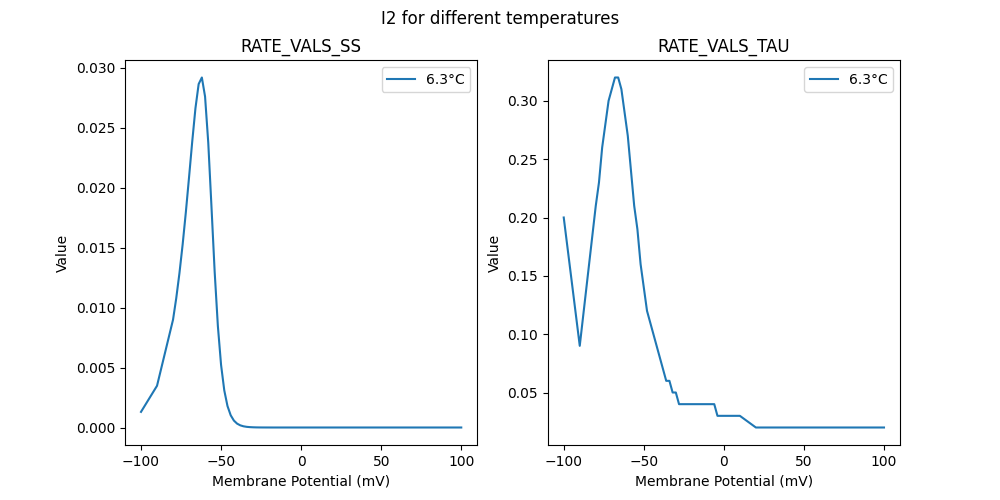 I2 for different temperatures
RATE_VALS_SS
6.3°C
0.030
0.025
0.020
0.015
0.010
0.005
0.000
Value
−100
−50
0
50
100
Membrane Potential (mV)
RATE_VALS_TAU
6.3°C
0.30
0.25
0.20
0.15
0.10
0.05
Value
−100
−50
0
50
100
Membrane Potential (mV)